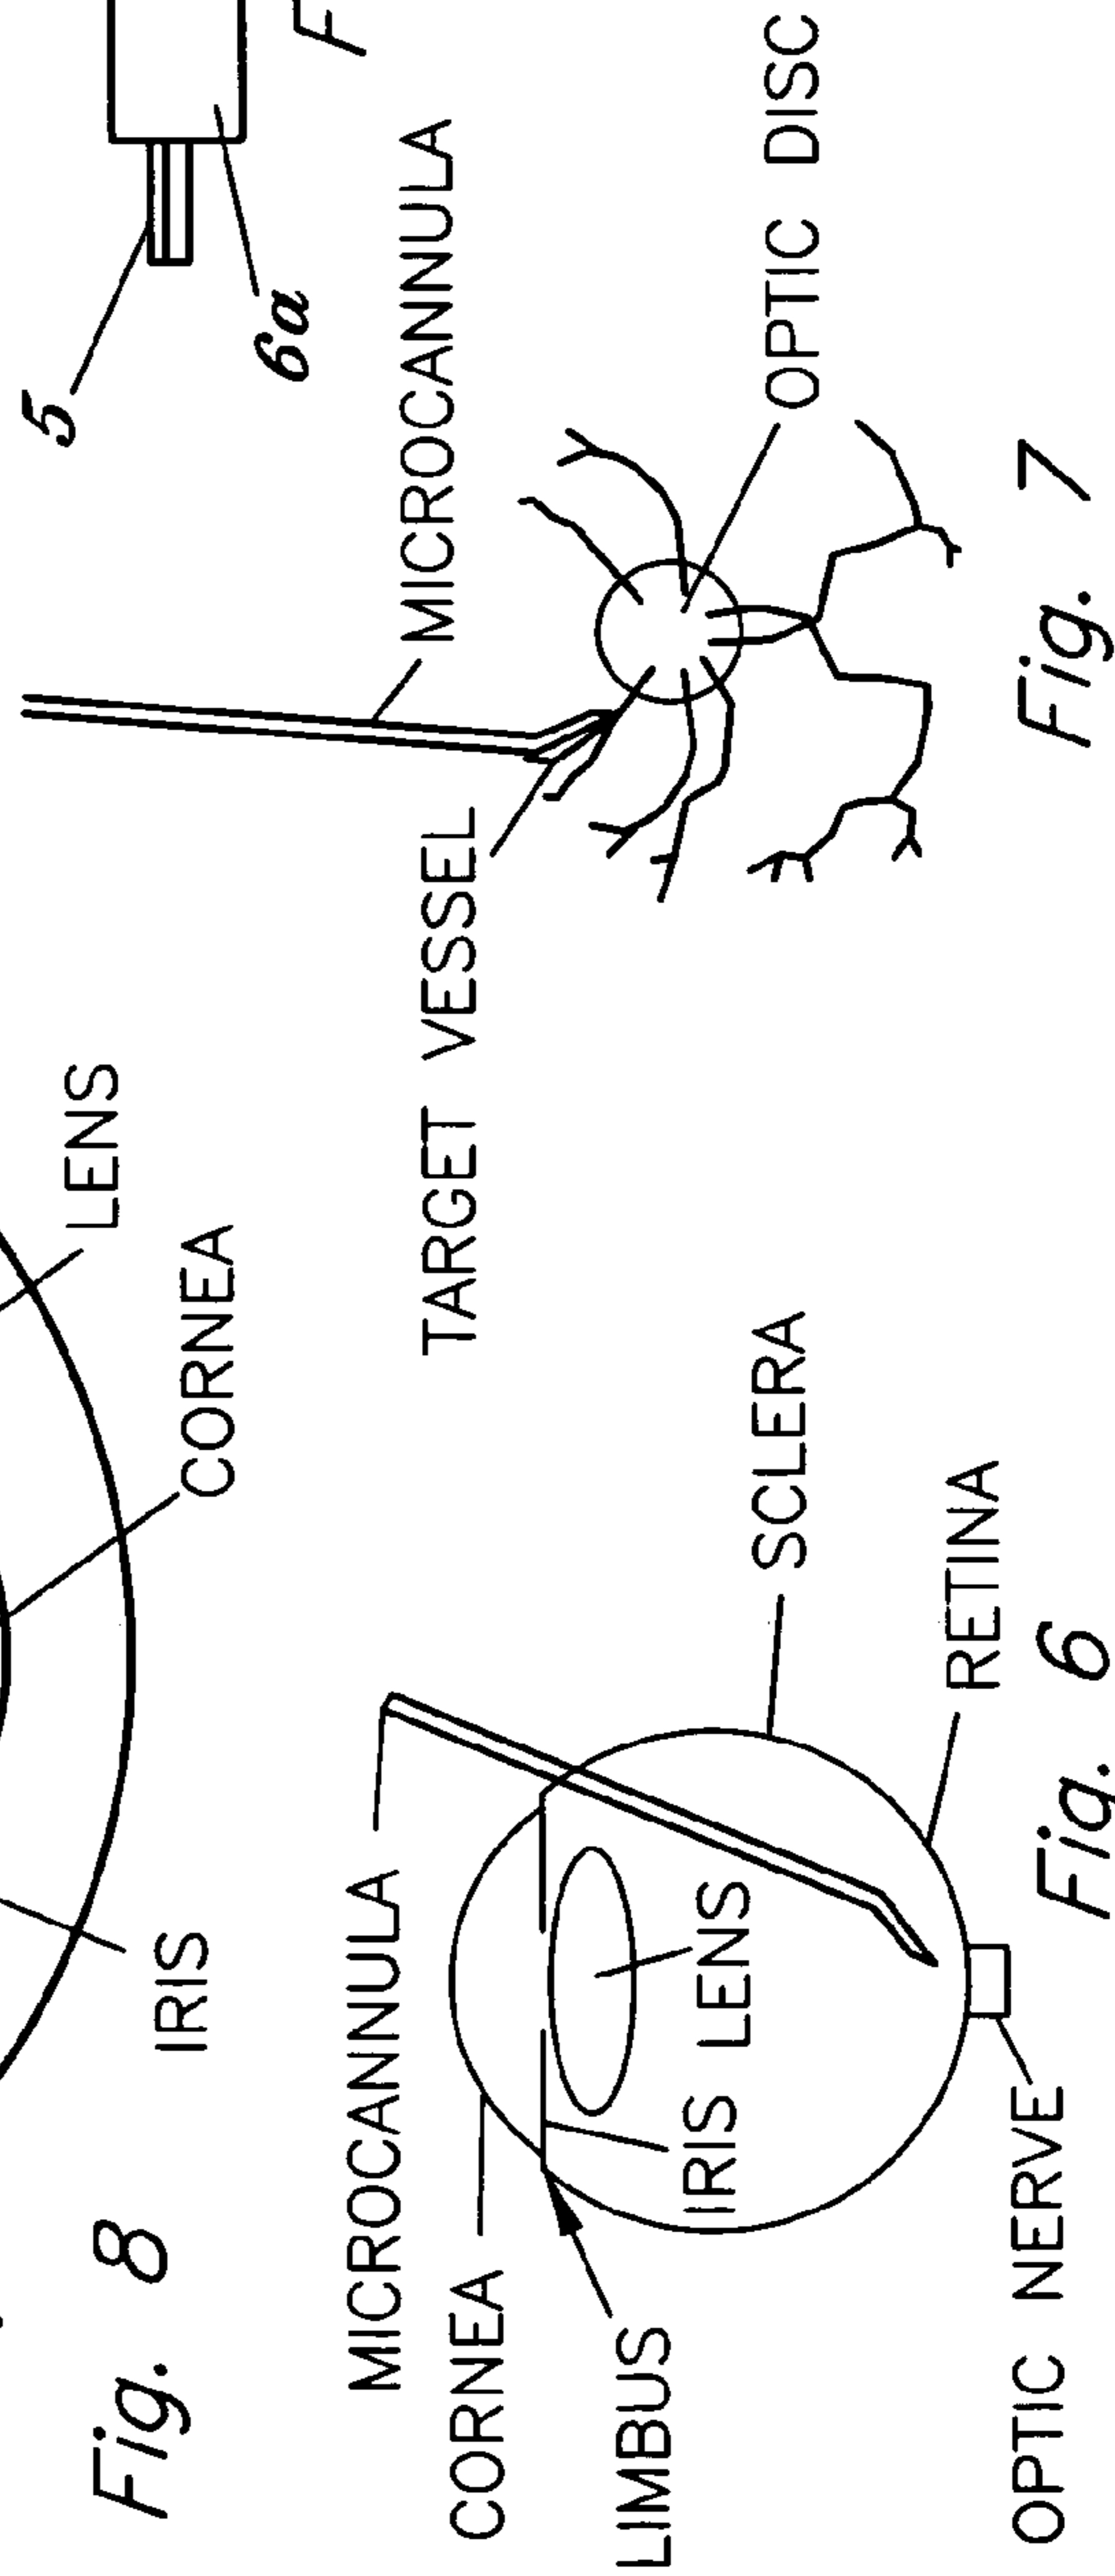 5
6a
F
LENS
CORNEA
IRIS
Fig. 8
MICROCANNULA
TARGET VESSEL
OPTIC DISC
Fig. 7
MICROCANNULA
CORNEA
LIMBUS
IRIS
LENS
SCLERA
RETINA
OPTIC NERVE
Fig. 6